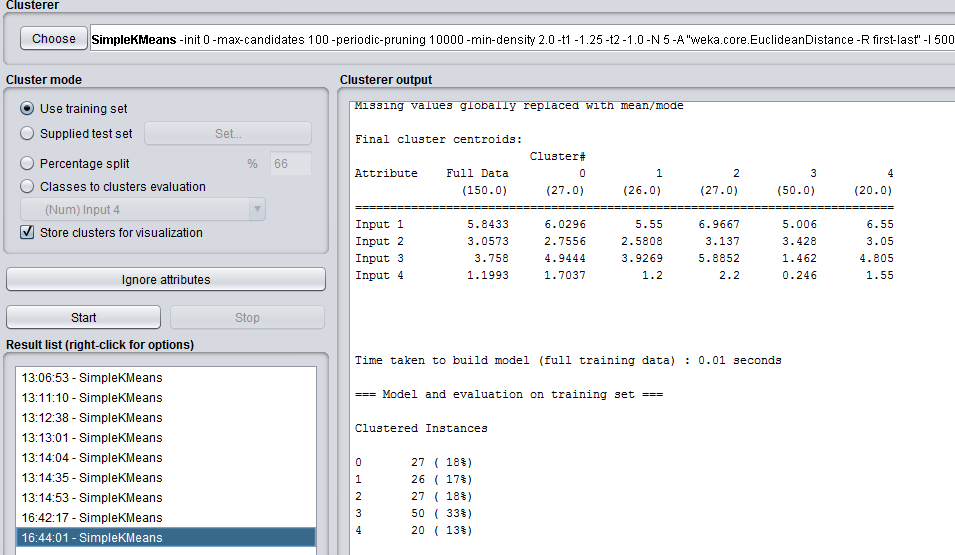 Clusterer
Choose
SimpleKMeans -init 0 -max-candidates 100 -periodic-pruning 10000 -min-density 2.0 -t1 -1.25 -t2 -1.0 -N 5 -A "weka.core.EuclideanDistance -R first-last" -I 500
Cluster mode
Use training set
Supplied test set Set...
Percentage split % 66
Classes to clusters evaluation
(Num) Input 4
Store clusters for visualization
Ignore attributes
Start Stop
Result list (right-click for options)
13:06:53 - SimpleKMeans
13:11:10 - SimpleKMeans
13:12:38 - SimpleKMeans
13:13:01 - SimpleKMeans
13:14:04 - SimpleKMeans
13:14:35 - SimpleKMeans
13:14:53 - SimpleKMeans
16:42:17 - SimpleKMeans
16:44:01 - SimpleKMeans
Clusterer output
Missing values globally replaced with mean/mode
Final cluster centroids:
Cluster#
Attribute Full Data 0 1 2 3 4
(150.0) (27.0) (26.0) (27.0) (50.0) (20.0)
=============================================================================
Input 1 5.8433 6.0296 5.55 6.9667 5.006 6.55
Input 2 3.0573 2.7556 2.5808 3.137 3.428 3.05
Input 3 3.758 4.9444 3.9269 5.8852 1.462 4.805
Input 4 1.1993 1.7037 1.2 2.2 0.246 1.55
Time taken to build model (full training data) : 0.01 seconds
=== Model and evaluation on training set ===
Clustered Instances
0 27 ( 18%)
1 26 ( 17%)
2 27 ( 18%)
3 50 ( 33%)
4 20 ( 13%)